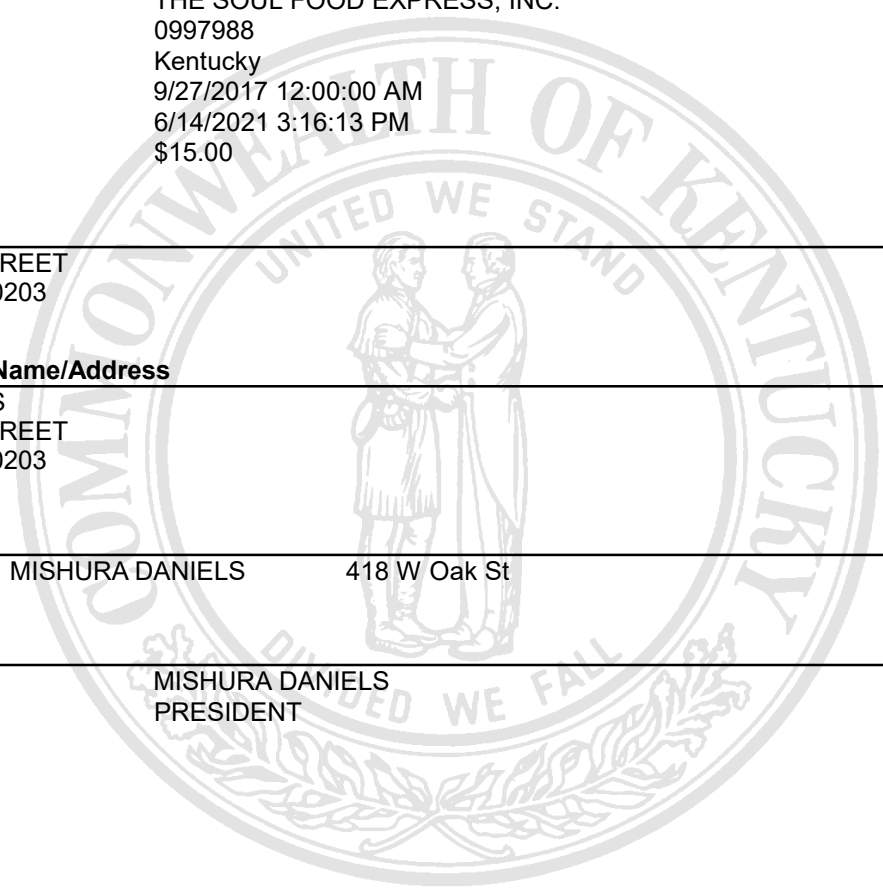 THE SOUL FOOD EXPRESS, INC.
0997988
Kentucky
9/27/2017 12:00:00 AM
6/14/2021 3:16:13 PM
$15.00
COMMONWEALTH OF KENTUCKY
UNITED WE STAND
REET
0203
Name/Address
S
REET
0203
MISHURA DANIELS 418 W Oak St
DIVIDED WE FALL
MISHURA DANIELS
PRESIDENT